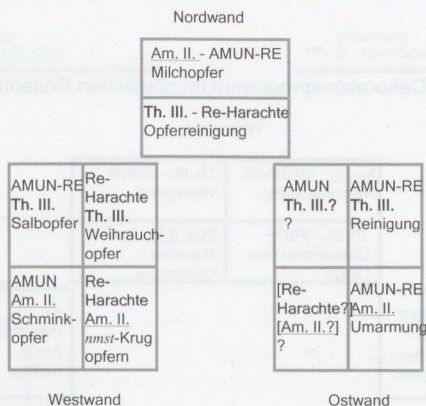 Nordwand
Am. II. - AMUN-RE
Milchopfer
Th. III. - Re-Harachte
Opferreinigung
AMUN-RE
Th. III.
Salbopfer
Re-
Harachte
Th. III.
Weihrauch-
opfer
AMUN
Am. II.
Schmink-
opfer
Re-
Harachte
Am. II.
nmst-Krug
opfern
Westwand
AMUN
Th. III.?
?
AMUN-RE
Th. III.
Reinigung
[Re-
Harachte?]
[Am. II.?]
?
AMUN-RE
Am. II.
Umarmung
Ostwand